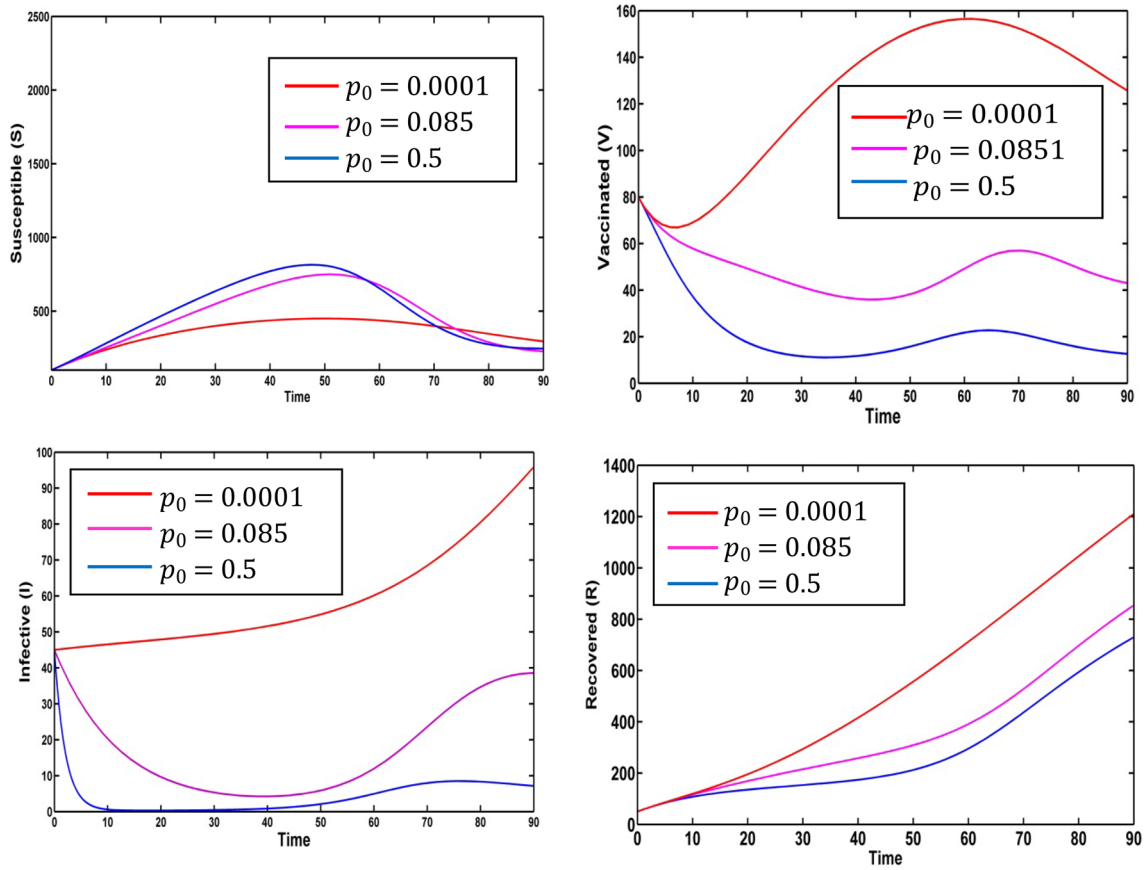 2500
2000
1500
1000
500
Susceptible (S)
p₀ = 0.0001
p₀ = 0.085
p₀ = 0.5
0 10 20 30 40 50 60 70 80 90
Time
160
140
120
100
80
60
40
20
0
Vaccinated (V)
p₀ = 0.0001
p₀ = 0.0851
p₀ = 0.5
0 10 20 30 40 50 60 70 80 90
Time
100
90
80
70
60
50
40
30
20
10
0
Infective (I)
p₀ = 0.0001
p₀ = 0.085
p₀ = 0.5
0 10 20 30 40 50 60 70 80 90
Time
1400
1200
1000
800
600
400
200
0
Recovered (R)
p₀ = 0.0001
p₀ = 0.085
p₀ = 0.5
0 10 20 30 40 50 60 70 80 90
Time